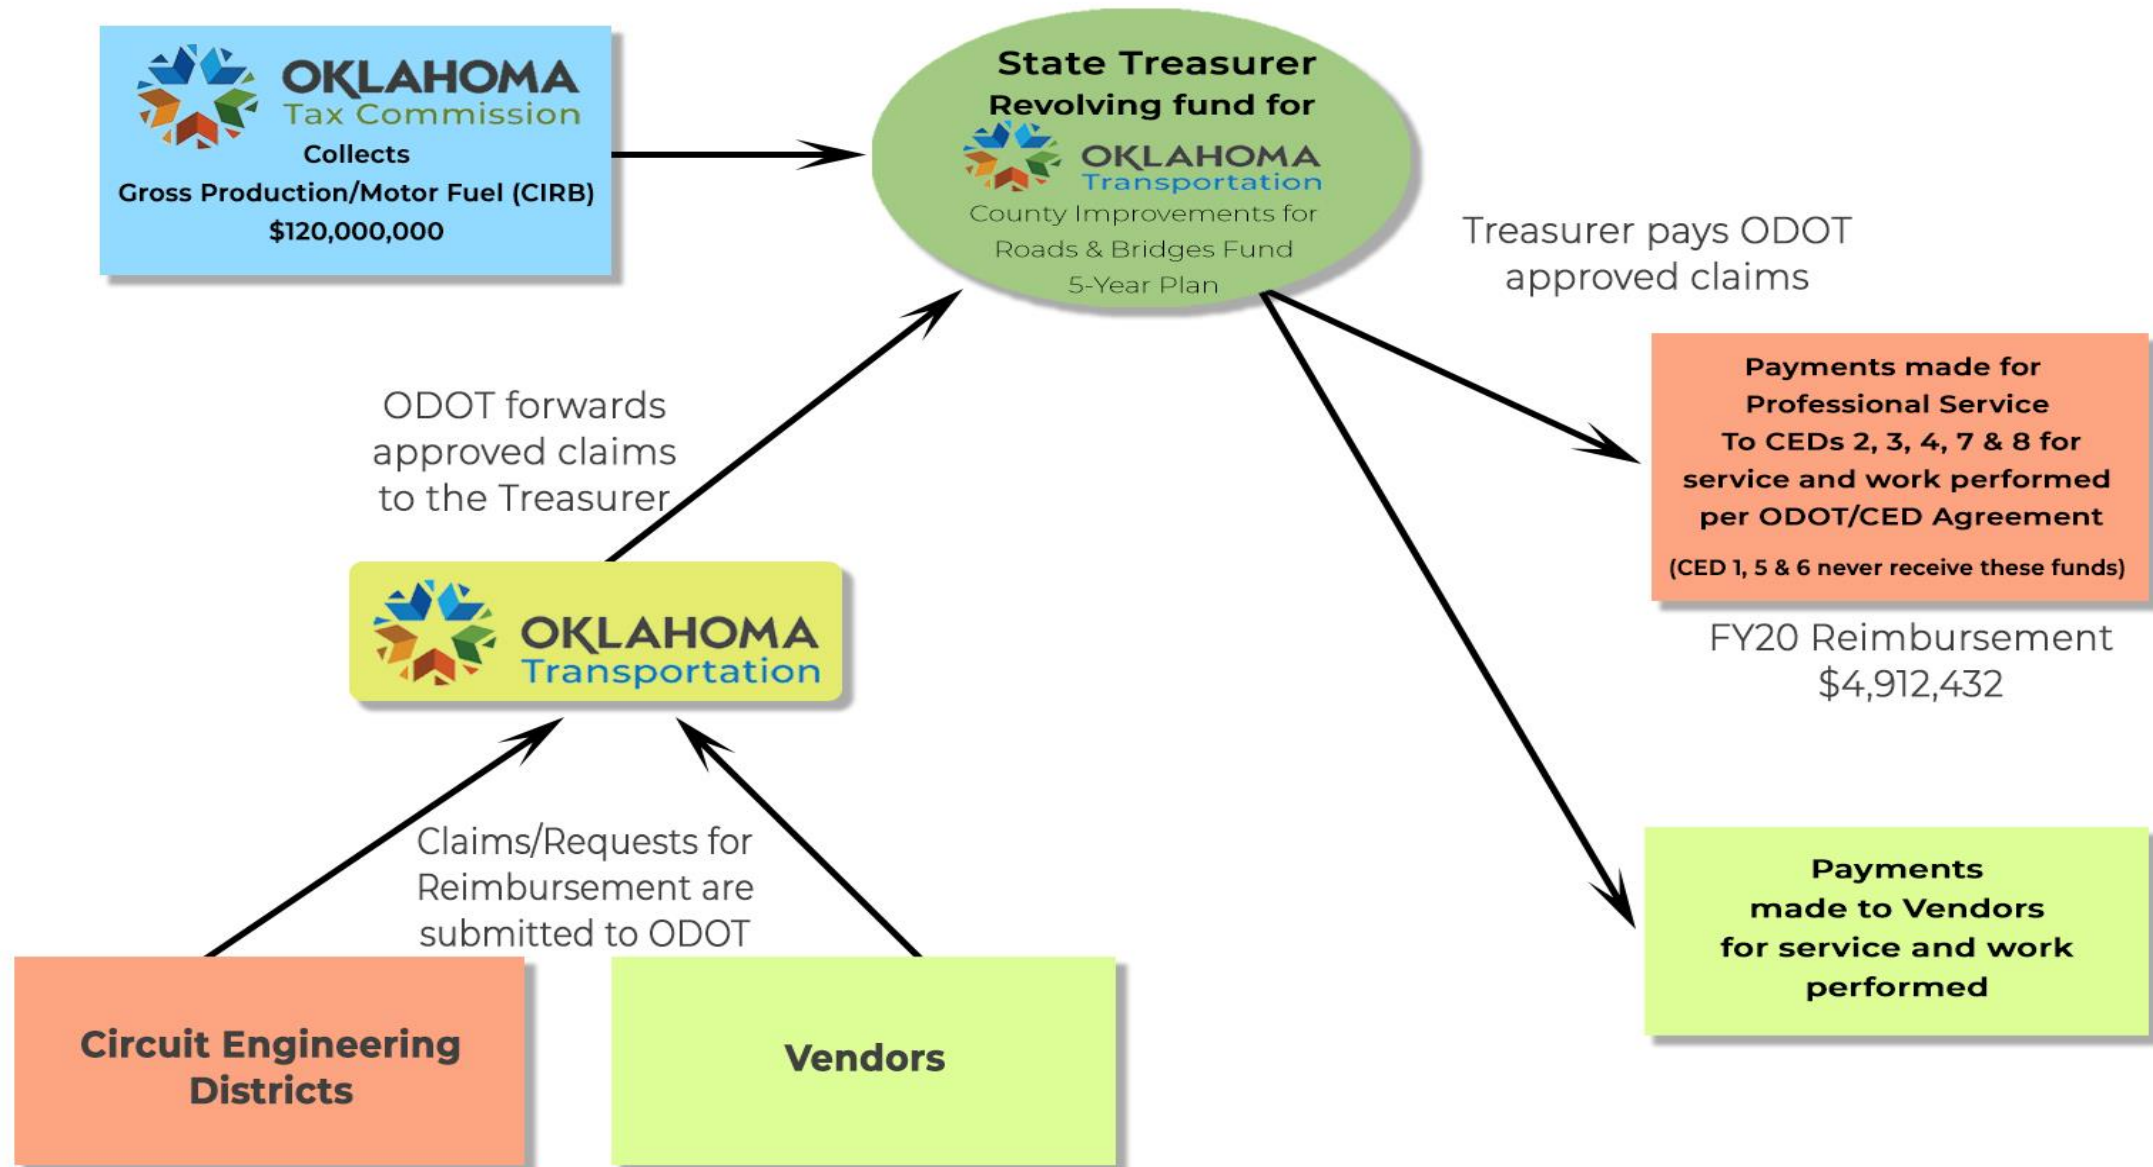 OKLAHOMA
Tax Commission
Collects
Gross Production/Motor Fuel (CIRB)
$120,000,000
State Treasurer
Revolving fund for
OKLAHOMA
Transportation
County Improvements for
Roads & Bridges Fund
5-Year Plan
Treasurer pays ODOT
approved claims
Payments made for
Professional Service
To CEDs 2, 3, 4, 7 & 8 for
service and work performed
per ODOT/CED Agreement
(CED 1, 5 & 6 never receive these funds)
FY20 Reimbursement
$4,912,432
ODOT forwards
approved claims
to the Treasurer
OKLAHOMA
Transportation
Claims/Requests for
Reimbursement are
submitted to ODOT
Payments
made to Vendors
for service and work
performed
Circuit Engineering
Districts
Vendors